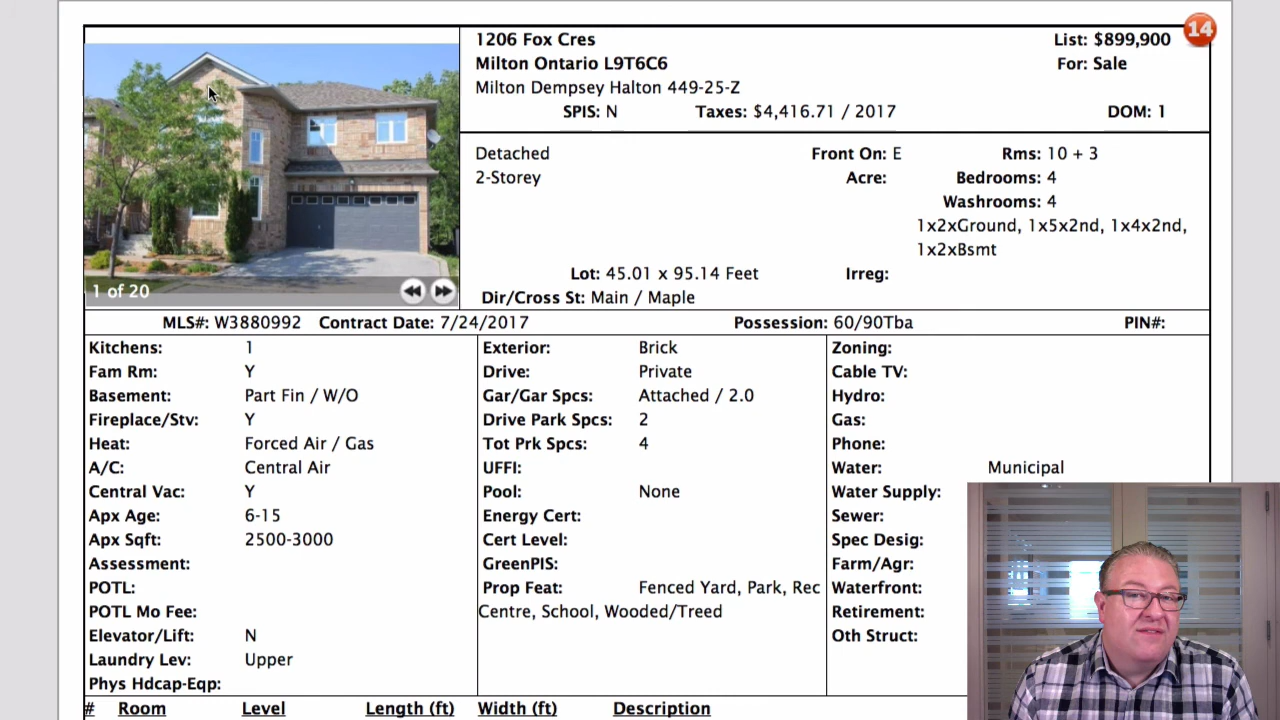 14
1206 Fox Cres List: $899,900
Milton Ontario L9T6C6 For: Sale
Milton Dempsey Halton 449-25-Z
SPIS: N Taxes: $4,416.71 / 2017 DOM: 1
Detached Front On: E Rms: 10 + 3
2-Storey Acre: Bedrooms: 4
Washrooms: 4
1x2xGround, 1x5x2nd, 1x4x2nd,
1x2xBsmt
Lot: 45.01 x 95.14 Feet Irreg:
Dir/Cross St: Main / Maple
1 of 20
MLS#: W3880992 Contract Date: 7/24/2017 Possession: 60/90Tba PIN#:
Kitchens: 1 Exterior: Brick Zoning:
Fam Rm: Y Drive: Private Cable TV:
Basement: Part Fin / W/O Gar/Gar Spcs: Attached / 2.0 Hydro:
Fireplace/Stv: Y Drive Park Spcs: 2 Gas:
Heat: Forced Air / Gas Tot Prk Spcs: 4 Phone:
A/C: Central Air UFFI: Water: Municipal
Central Vac: Y Pool: None Water Supply:
Apx Age: 6-15 Energy Cert: Sewer:
Apx Sqft: 2500-3000 Cert Level: Spec Desig:
Assessment: GreenPIS: Farm/Agr:
POTL: Prop Feat: Fenced Yard, Park, Rec Waterfront:
POTL Mo Fee: Centre, School, Wooded/Treed Retirement:
Elevator/Lift: N Oth Struct:
Laundry Lev: Upper
Phys Hdcap-Eqp:
# Room Level Length (ft) Width (ft) Description